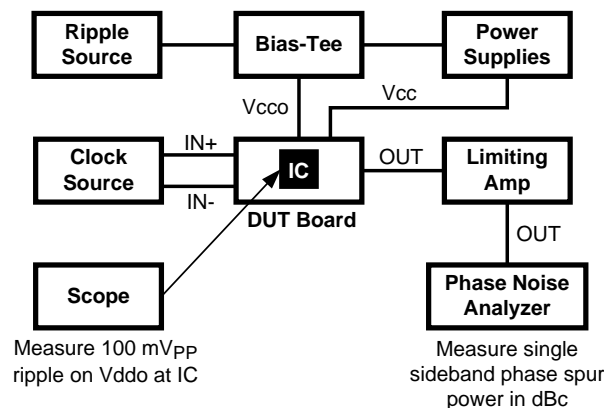 Ripple
Source
Bias-Tee
Power
Supplies
Vcco
Vcc
Clock
Source
IN+
IN-
IC
DUT Board
OUT
Limiting
Amp
OUT
Scope
Phase Noise
Analyzer
Measure 100 mVPP
ripple on Vddo at IC
Measure single
sideband phase spur
power in dBc